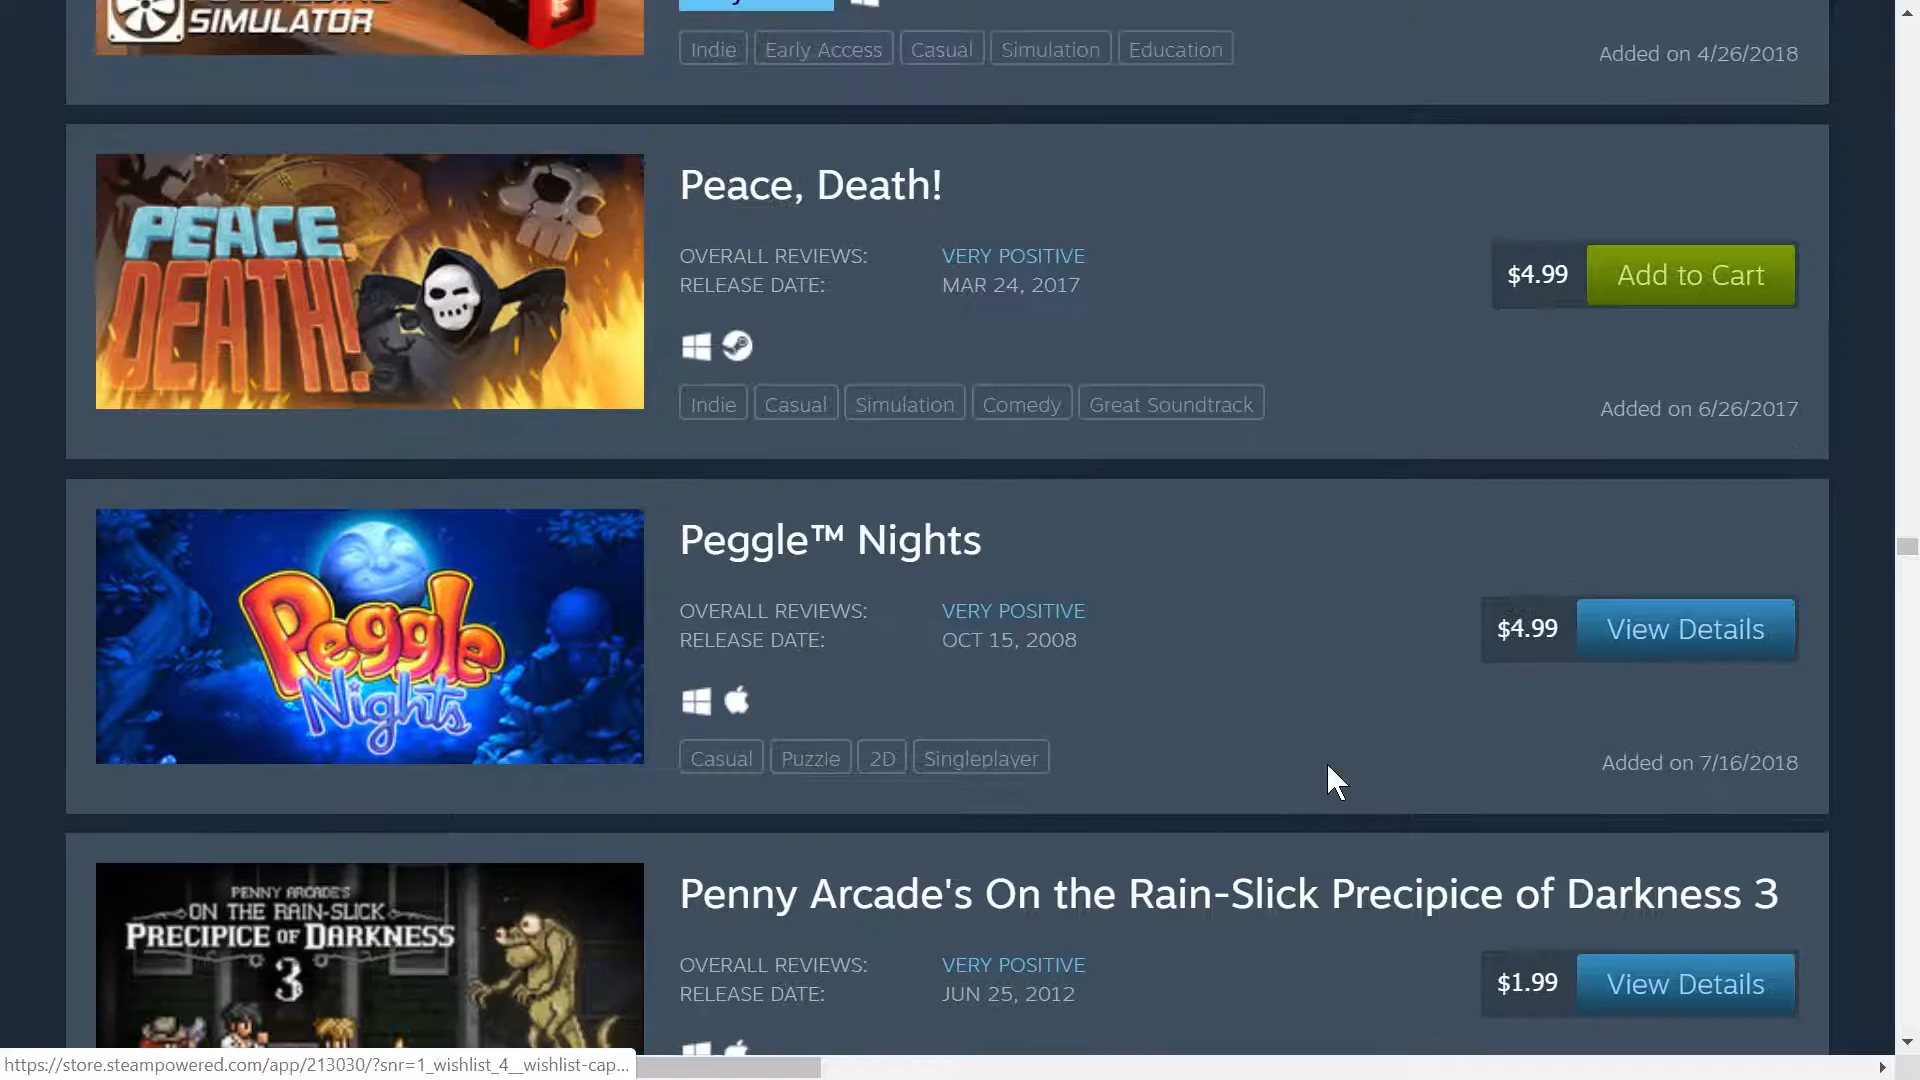 SIMULATOR
Indie Early Access Casual Simulation Education
Added on 4/26/2018
PEACE,
DEATH!
Peace, Death!
OVERALL REVIEWS: VERY POSITIVE
RELEASE DATE: MAR 24, 2017
$4.99 Add to Cart
Indie Casual Simulation Comedy Great Soundtrack
Added on 6/26/2017
Peggle
Nights
Peggle™ Nights
OVERALL REVIEWS: VERY POSITIVE
RELEASE DATE: OCT 15, 2008
$4.99 View Details
Casual Puzzle 2D Singleplayer
Added on 7/16/2018
PENNY ARCADE'S
ON THE RAIN-SLICK
PRECIPICE OF DARKNESS
3
Penny Arcade's On the Rain-Slick Precipice of Darkness 3
OVERALL REVIEWS: VERY POSITIVE
RELEASE DATE: JUN 25, 2012
$1.99 View Details
https://store.steampowered.com/app/213030/?snr=1_wishlist_4__wishlist-cap...